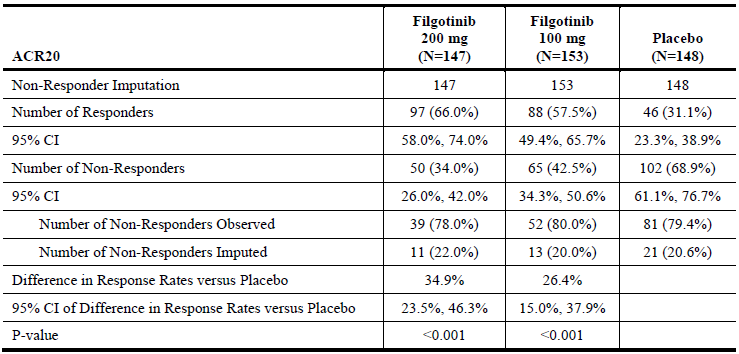 ACR20 Filgotinib 200 mg (N=147) Filgotinib 100 mg (N=153) Placebo (N=148)
Non-Responder Imputation 147 153 148
Number of Responders 97 (66.0%) 88 (57.5%) 46 (31.1%)
95% CI 58.0%, 74.0% 49.4%, 65.7% 23.3%, 38.9%
Number of Non-Responders 50 (34.0%) 65 (42.5%) 102 (68.9%)
95% CI 26.0%, 42.0% 34.3%, 50.6% 61.1%, 76.7%
Number of Non-Responders Observed 39 (78.0%) 52 (80.0%) 81 (79.4%)
Number of Non-Responders Imputed 11 (22.0%) 13 (20.0%) 21 (20.6%)
Difference in Response Rates versus Placebo 34.9% 26.4%
95% CI of Difference in Response Rates versus Placebo 23.5%, 46.3% 15.0%, 37.9%
P-value <0.001 <0.001